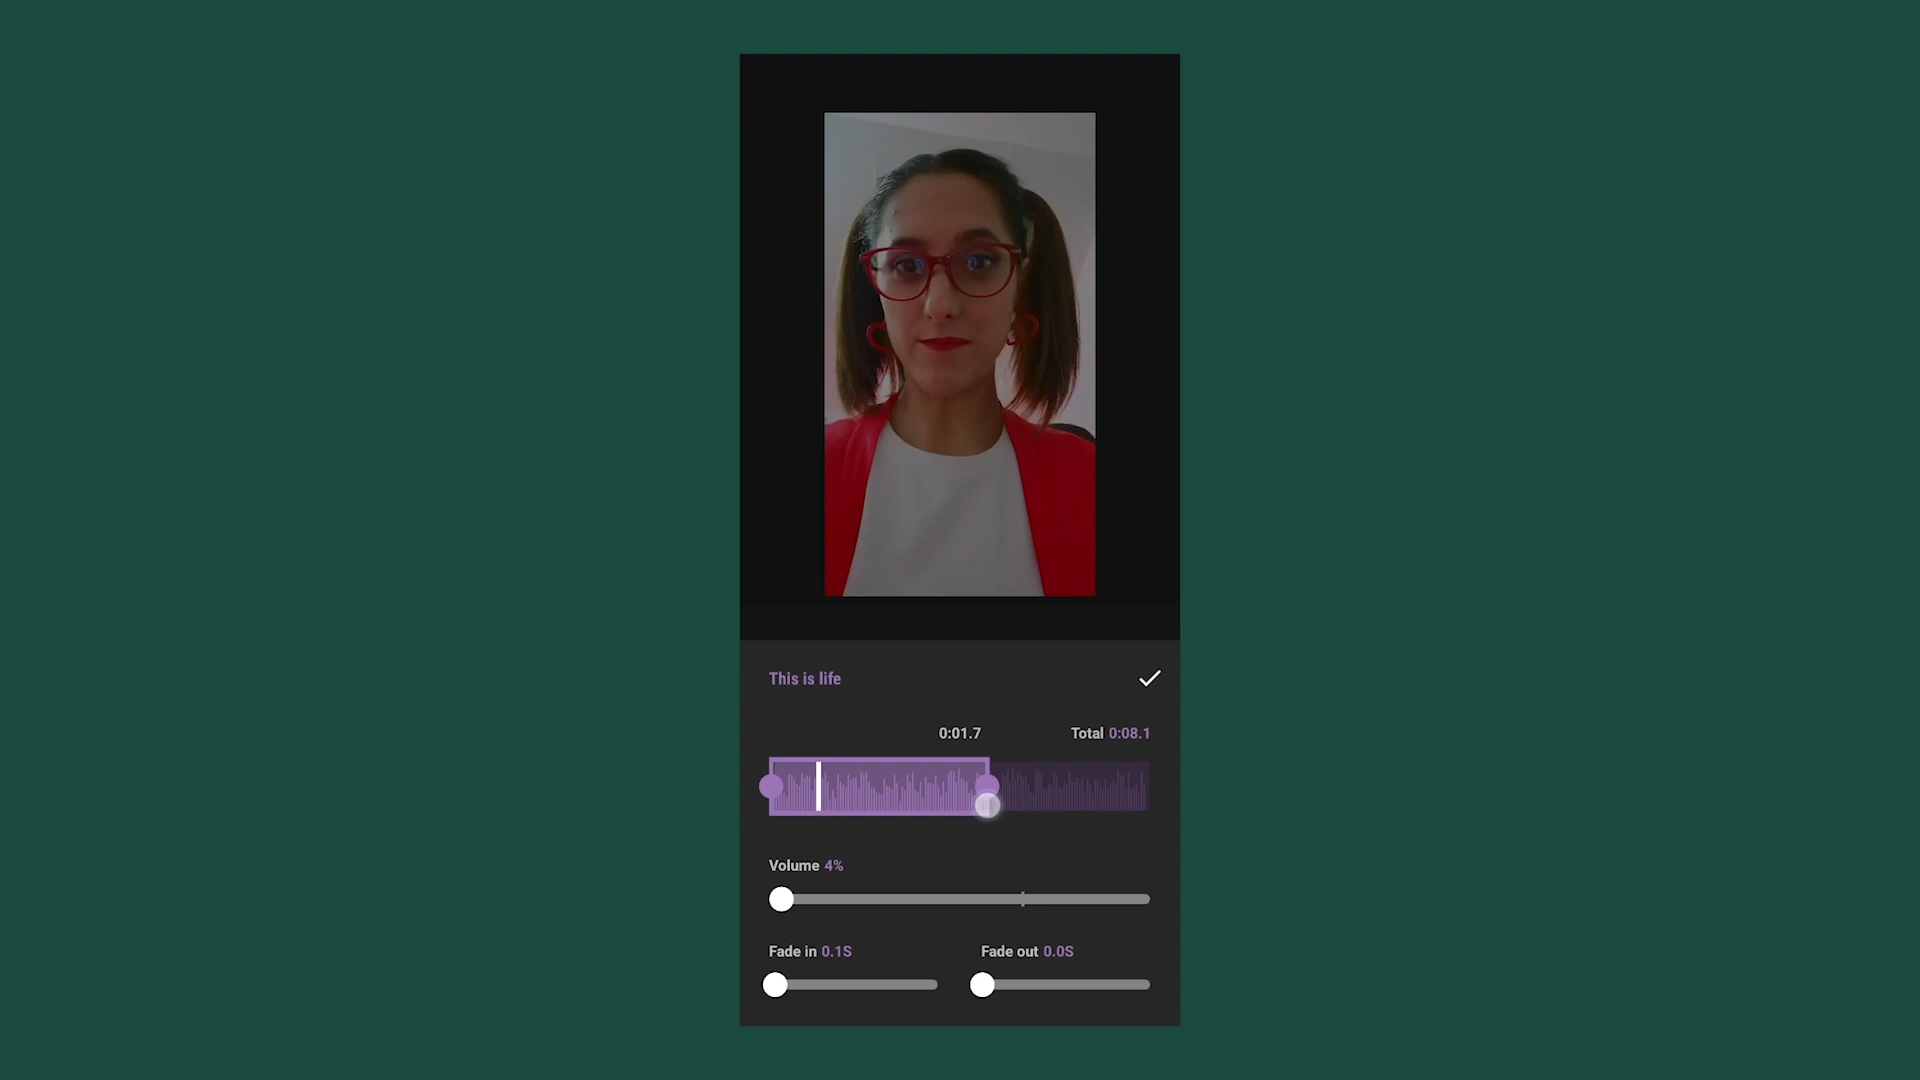 This is life
0:01.7 Total 0:08.1
Volume 4%
Fade in 0.1S Fade out 0.0S